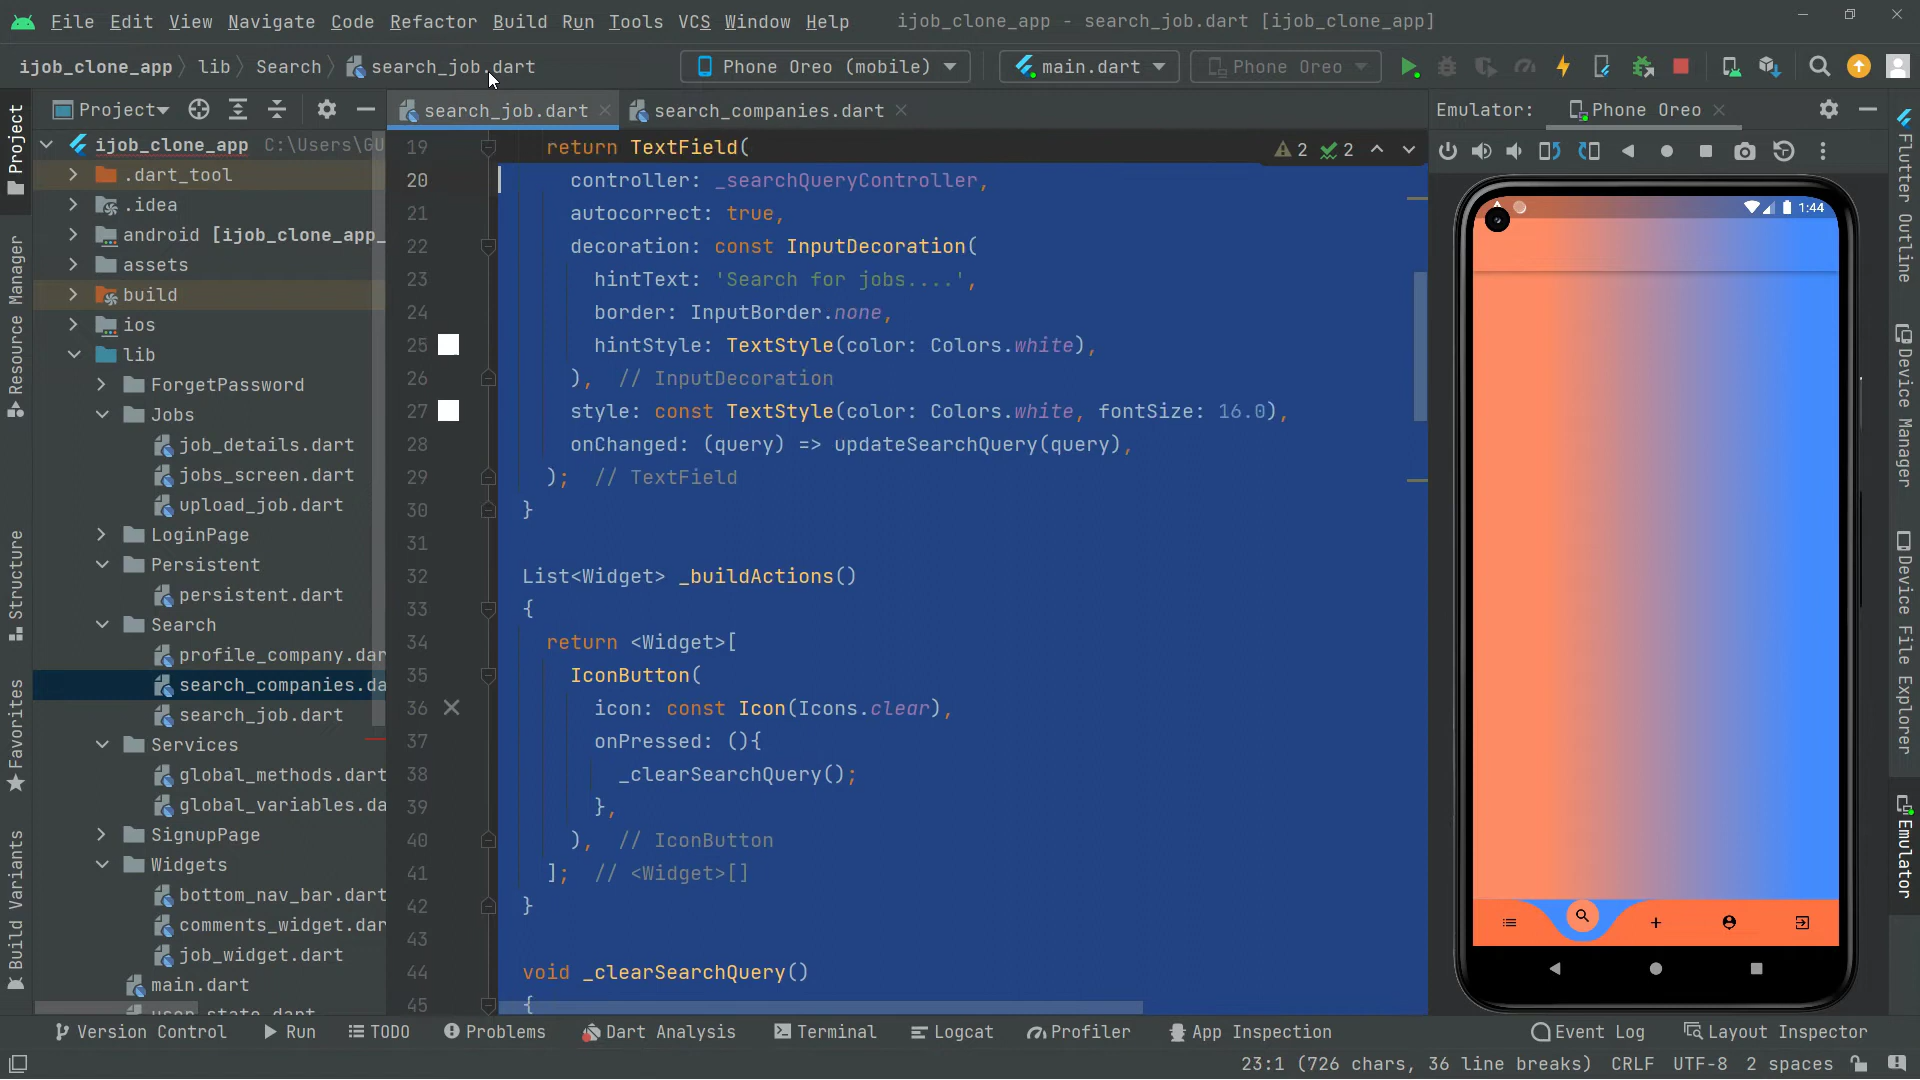 File Edit View Navigate Code Refactor Build Run Tools VCS Window Help ijob_clone_app - search_job.dart [ijob_clone_app]
ijob_clone_app lib Search search_job.dart Phone Oreo (mobile) main.dart Phone Oreo
Project search_job.dart search_companies.dart Emulator: Phone Oreo
ijob_clone_app C:\Users\GU
.dart_tool
.idea
android [ijob_clone_app_
assets
build
ios
lib
ForgetPassword
Jobs
job_details.dart
jobs_screen.dart
upload_job.dart
LoginPage
Persistent
persistent.dart
Search
profile_company.dar
search_companies.da
search_job.dart
Services
global_methods.dart
global_variables.da
SignupPage
Widgets
bottom_nav_bar.dart
comments_widget.dar
job_widget.dart
main.dart
user_state.dart
19 return TextField(
20 controller: _searchQueryController,
21 autocorrect: true,
22 decoration: const InputDecoration(
23 hintText: 'Search for jobs....',
24 border: InputBorder.none,
25 hintStyle: TextStyle(color: Colors.white),
26 ), // InputDecoration
27 style: const TextStyle(color: Colors.white, fontSize: 16.0),
28 onChanged: (query) => updateSearchQuery(query),
29 ); // TextField
30 }
31
32 List<Widget> _buildActions()
33 {
34 return <Widget>[
35 IconButton(
36 icon: const Icon(Icons.clear),
37 onPressed: (){
38 _clearSearchQuery();
39 },
40 ), // IconButton
41 ]; // <Widget>[]
42 }
43
44 void _clearSearchQuery()
45 {
2 2
1:44
Project
Resource Manager
Structure
Favorites
Build Variants
Flutter Outline
Device Manager
Device File Explorer
Emulator
Version Control Run TODO Problems Dart Analysis Terminal Logcat Profiler App Inspection Event Log Layout Inspector
23:1 (726 chars, 36 line breaks) CRLF UTF-8 2 spaces